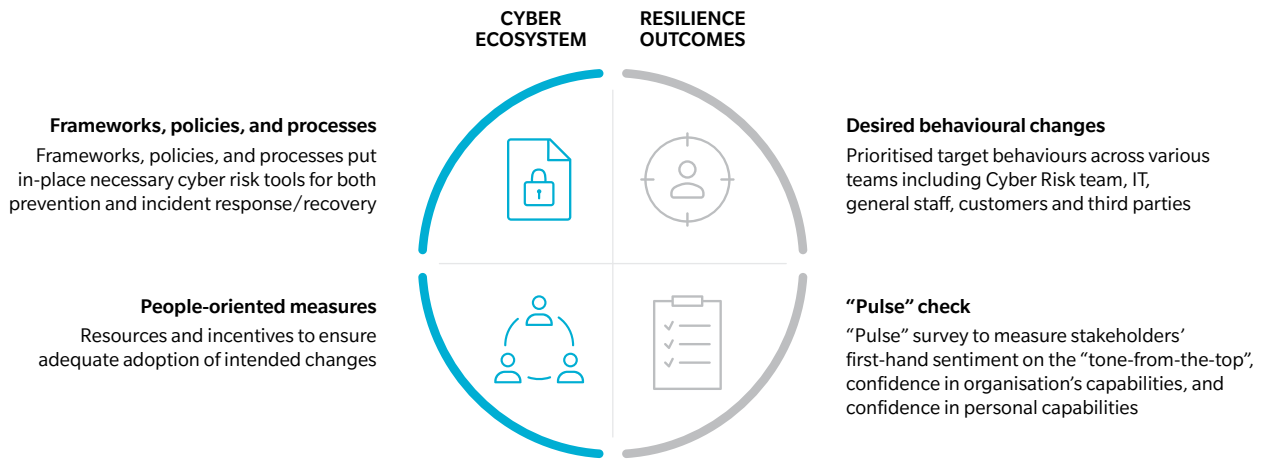 CYBER
ECOSYSTEM
RESILIENCE
OUTCOMES
Frameworks, policies, and processes
Frameworks, policies, and processes put
in-place necessary cyber risk tools for both
prevention and incident response/recovery
Desired behavioural changes
Prioritised target behaviours across various
teams including Cyber Risk team, IT,
general staff, customers and third parties
People-oriented measures
Resources and incentives to ensure
adequate adoption of intended changes
“Pulse” check
“Pulse” survey to measure stakeholders’
first-hand sentiment on the “tone-from-the-top”,
confidence in organisation’s capabilities, and
confidence in personal capabilities